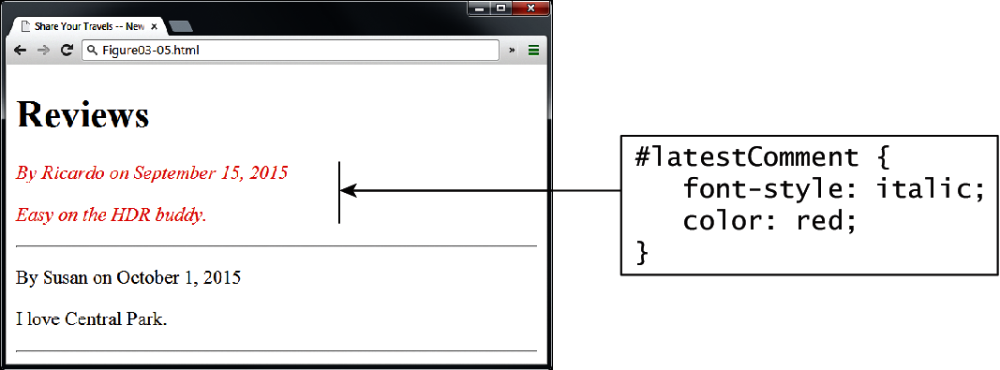 Share Your Travels -- New
Figure03-05.html
»
Reviews
By Ricardo on September 15, 2015
Easy on the HDR buddy.
By Susan on October 1, 2015
I love Central Park.
#latestComment {
font-style: italic;
color: red;
}